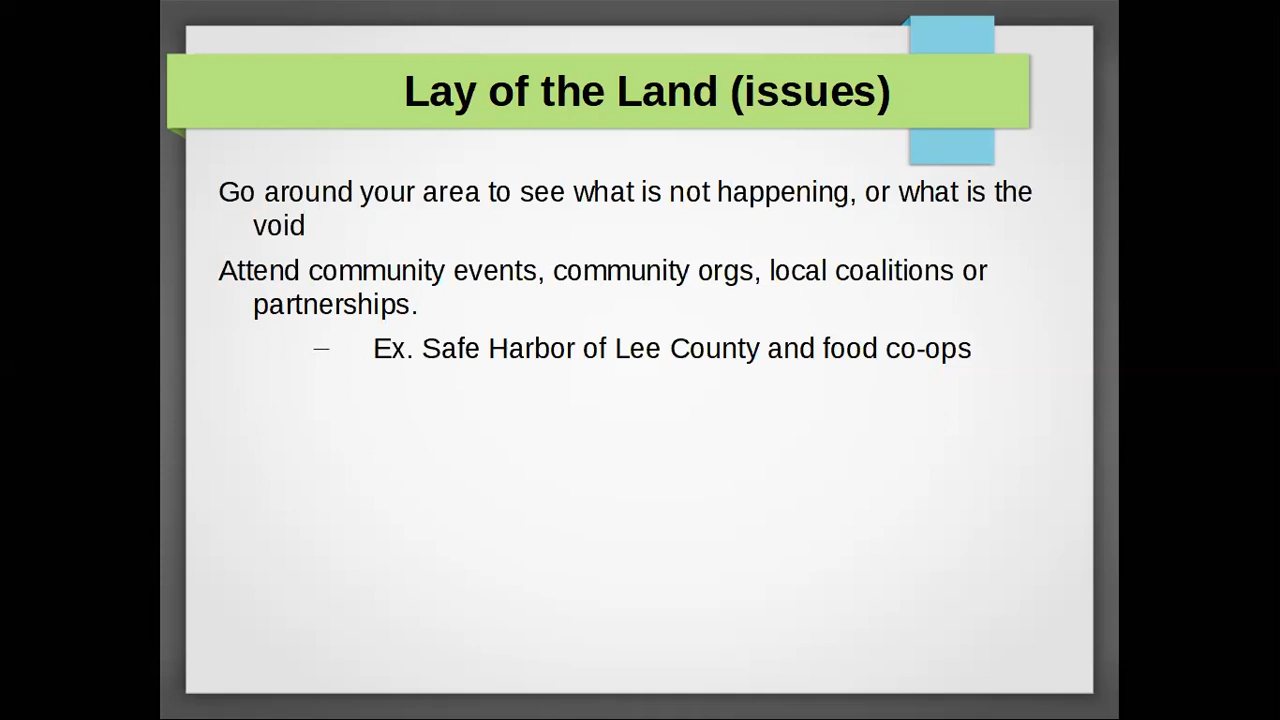 Lay of the Land (issues)
Go around your area to see what is not happening, or what is the
void
Attend community events, community orgs, local coalitions or
partnerships.
– Ex. Safe Harbor of Lee County and food co-ops